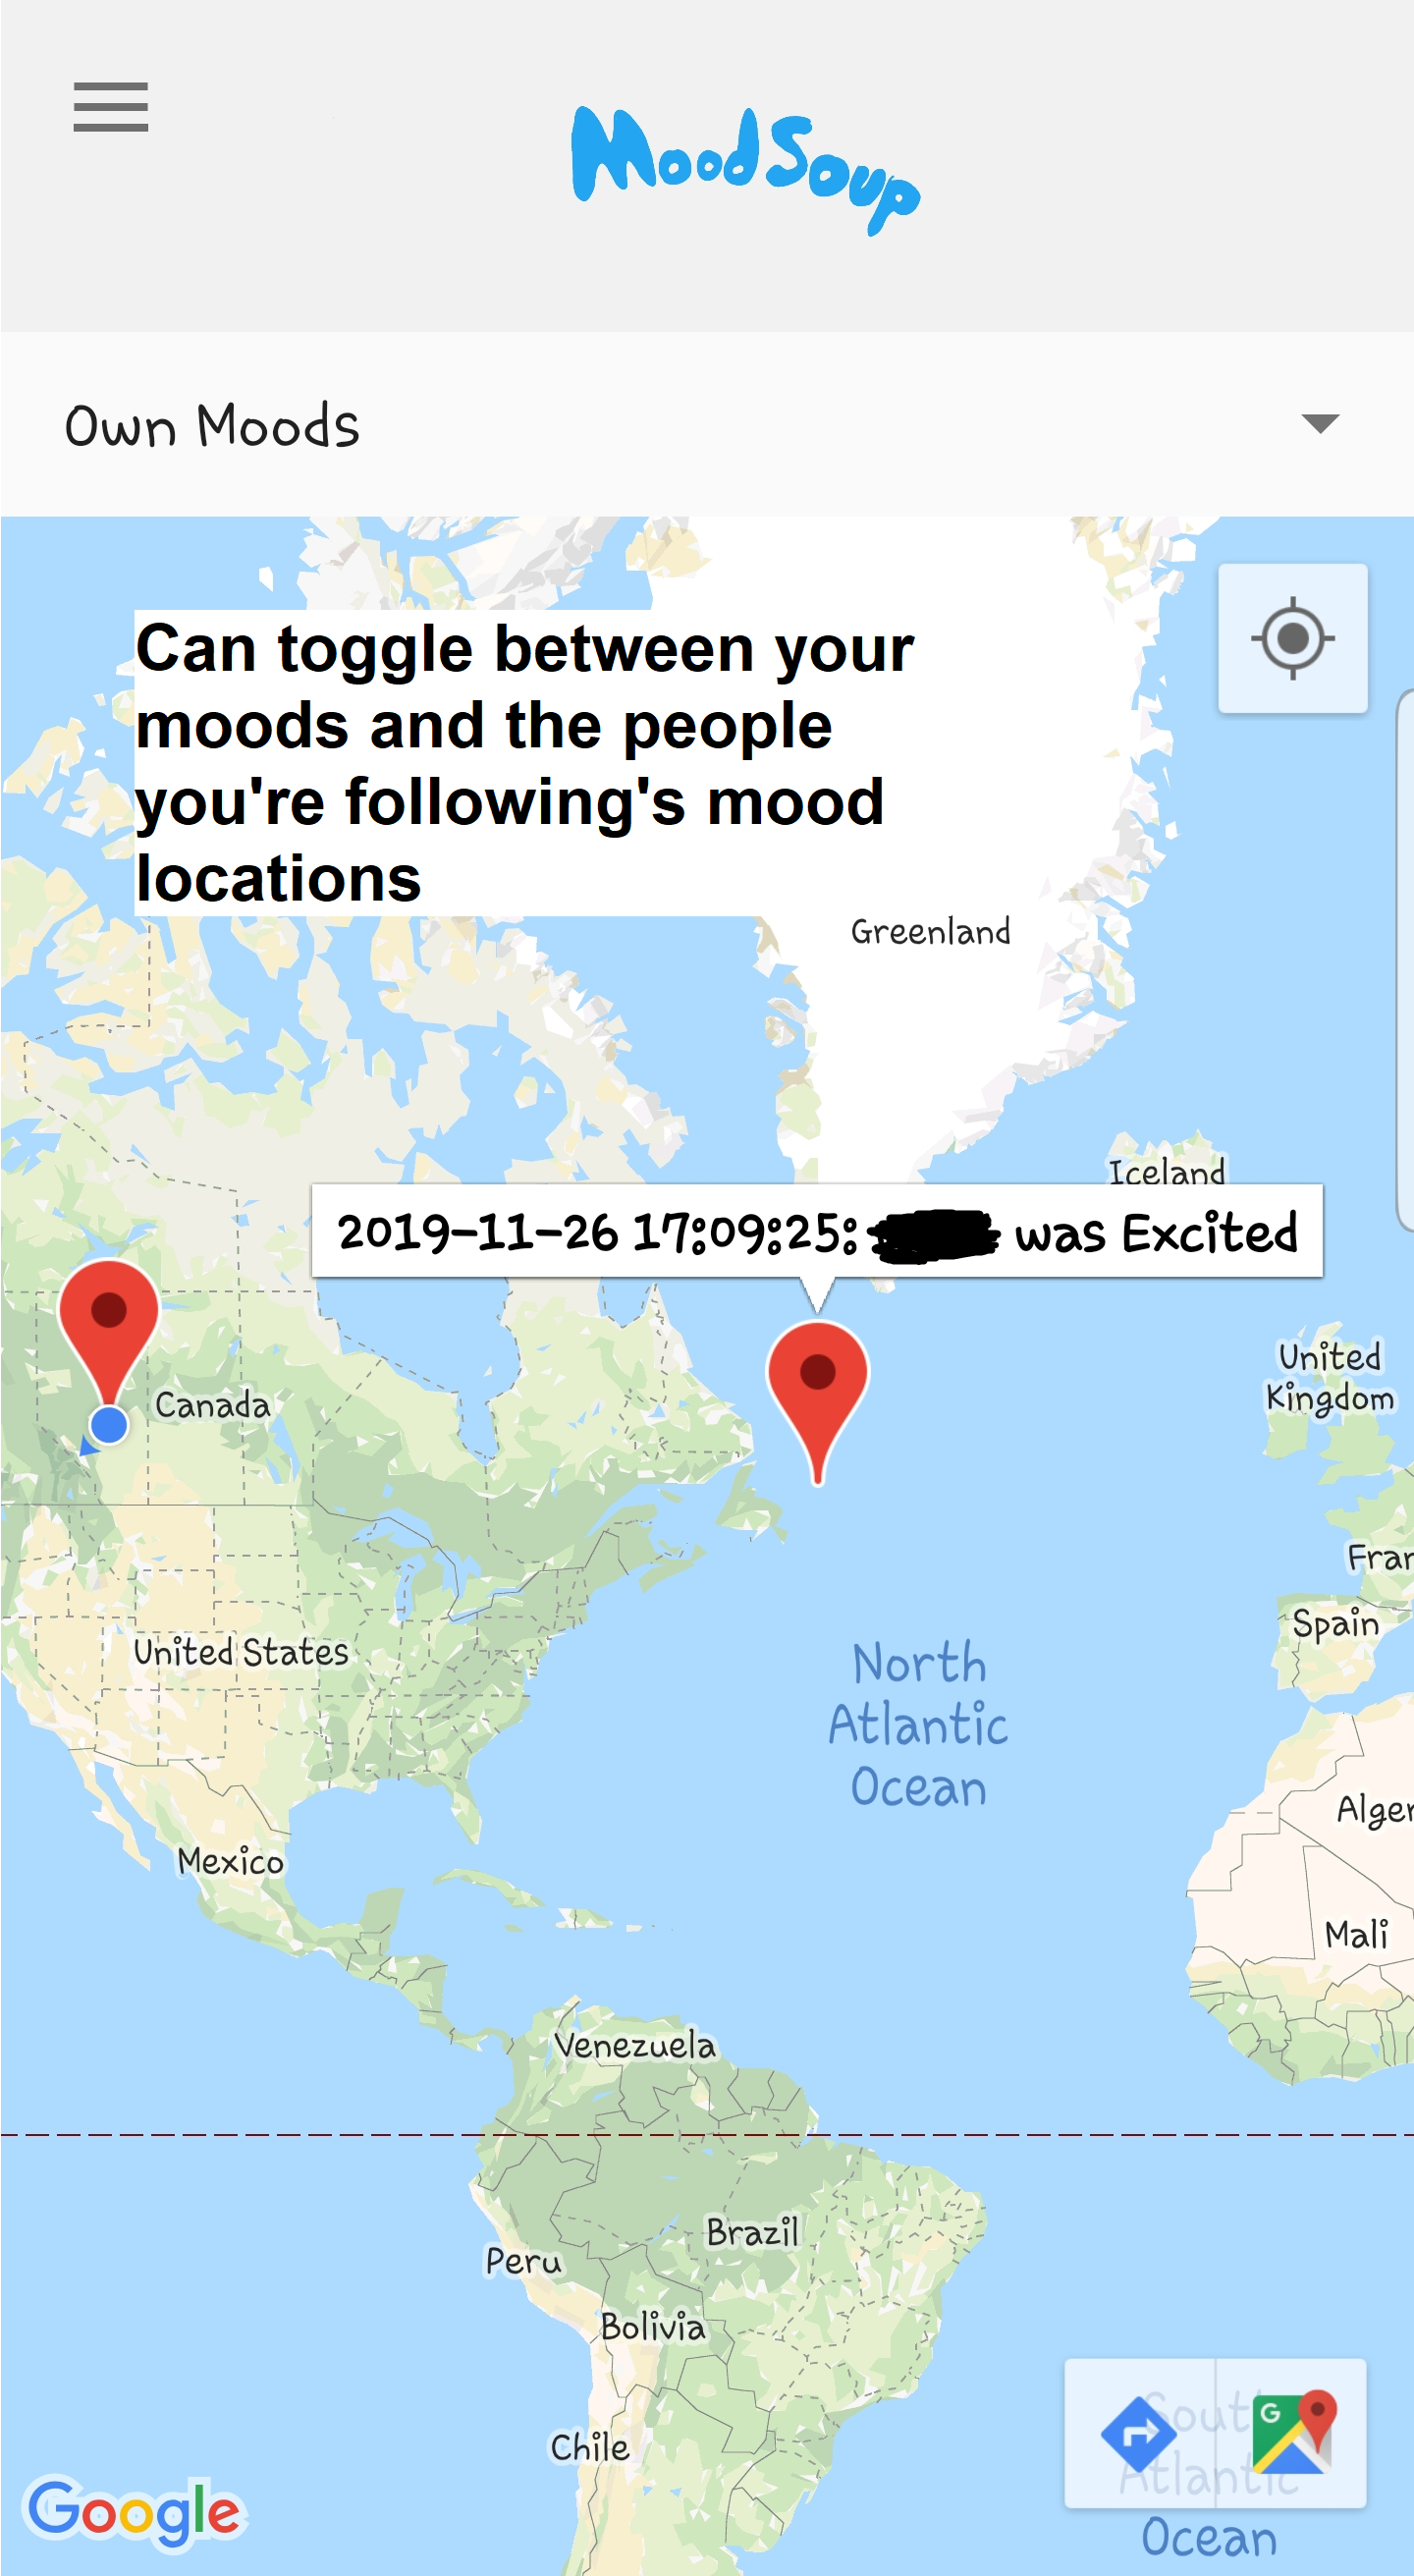 MoodSoup
Own Moods
Can toggle between your
moods and the people
you're following's mood
locations
Greenland
Iceland
2019-11-26 17:09:25: was Excited
United
Kingdom
Canada
Fran
Spain
United States
North
Atlantic
Ocean
Alger
Mexico
Mali
Venezuela
Brazil
Peru
Bolivia
Chile
South
Atlantic
Ocean
G
Google